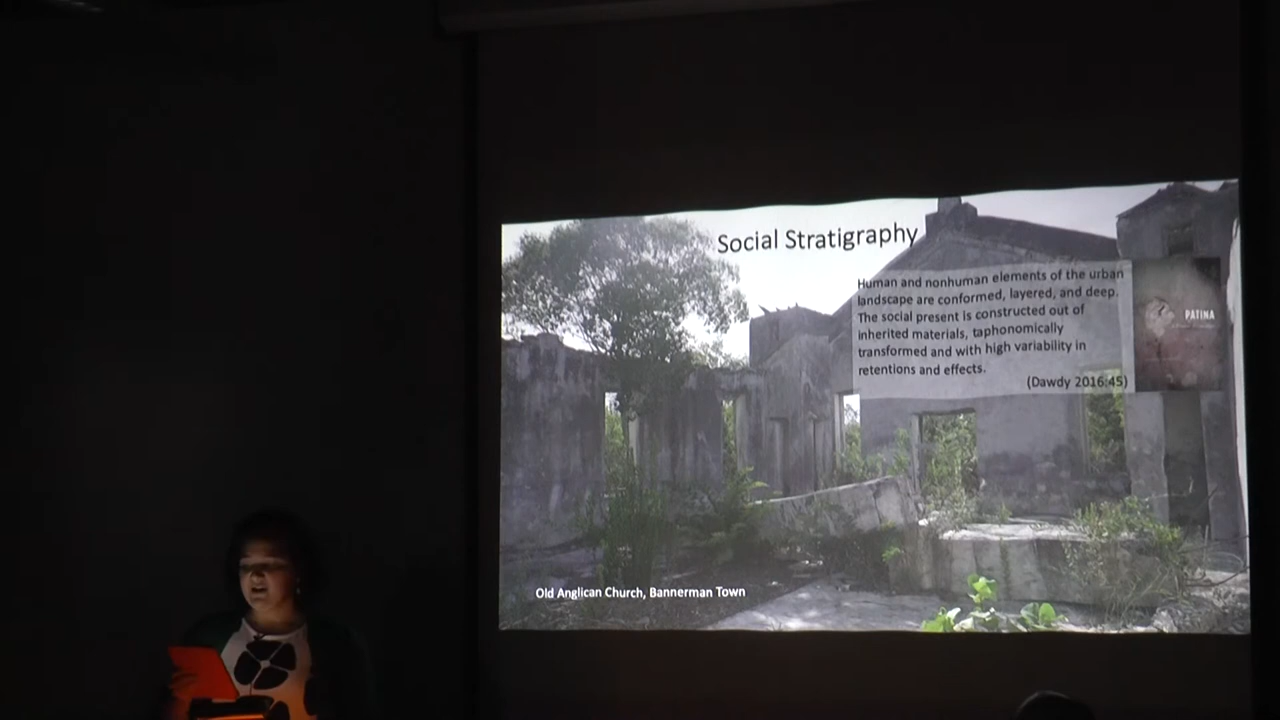 Social Stratigraphy
Human and nonhuman elements of the urban
landscape are conformed, layered, and deep.
The social present is constructed out of
inherited materials, taphonomically
transformed and with high variability in
retentions and effects.
(Dawdy 2016:45)
PATINA
Old Anglican Church, Bannerman Town